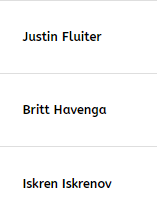 Justin Fluiter
Britt Havenga
Iskren Iskrenov